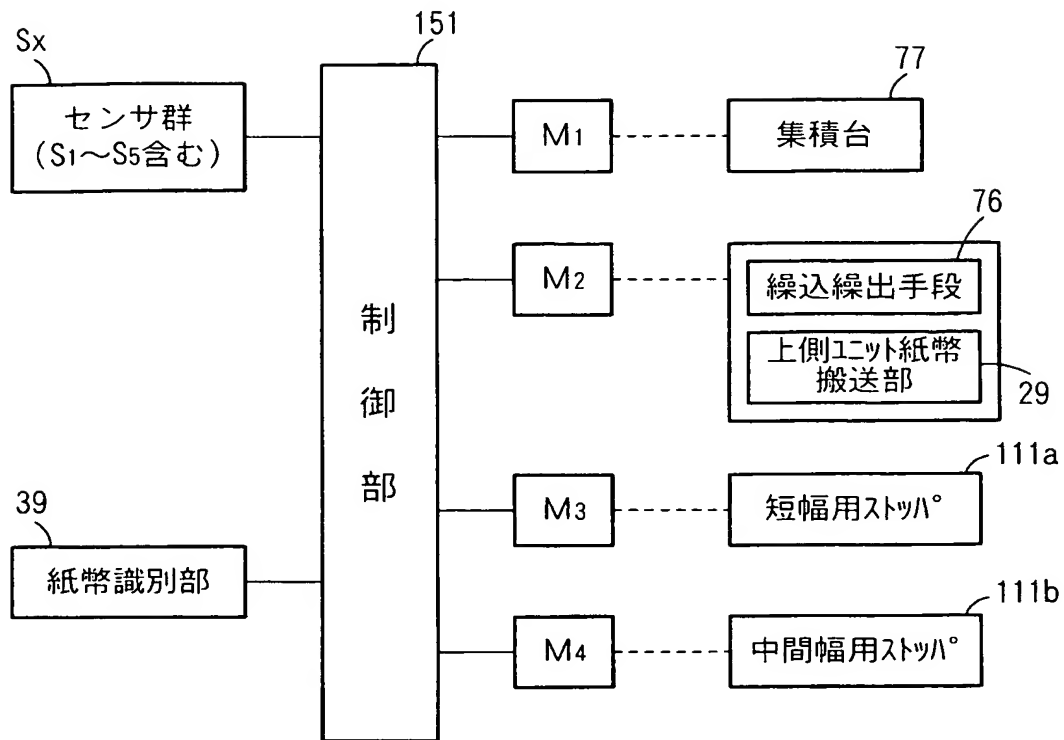 Sx
センサ群
(S1〜S5含む)
39
紙幣識別部
151
制御部
M1
77
集積台
M2
76
繰込繰出手段
上側ユニット紙幣
搬送部
29
M3
111a
短幅用ストッパ
M4
111b
中間幅用ストッパ